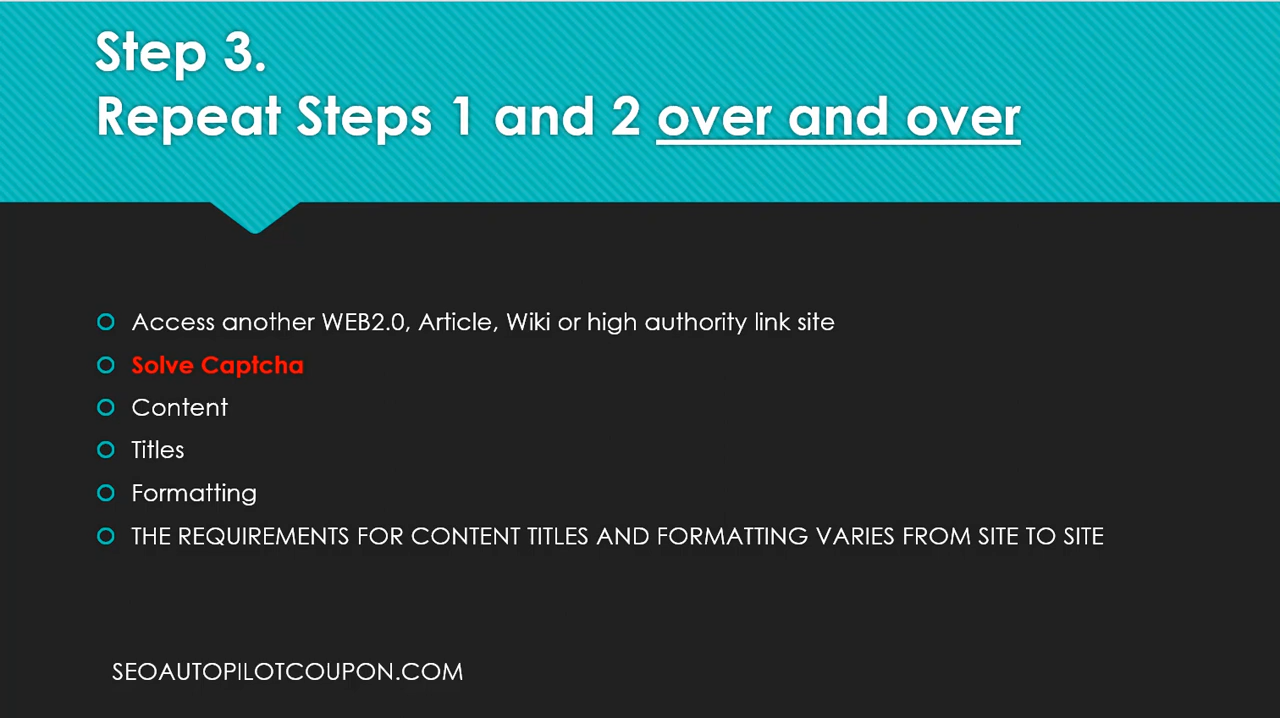 Step 3.
Repeat Steps 1 and 2 over and over
Access another WEB2.0, Article, Wiki or high authority link site
Solve Captcha
Content
Titles
Formatting
THE REQUIREMENTS FOR CONTENT TITLES AND FORMATTING VARIES FROM SITE TO SITE
SEOAUTOPILOTCOUPON.COM